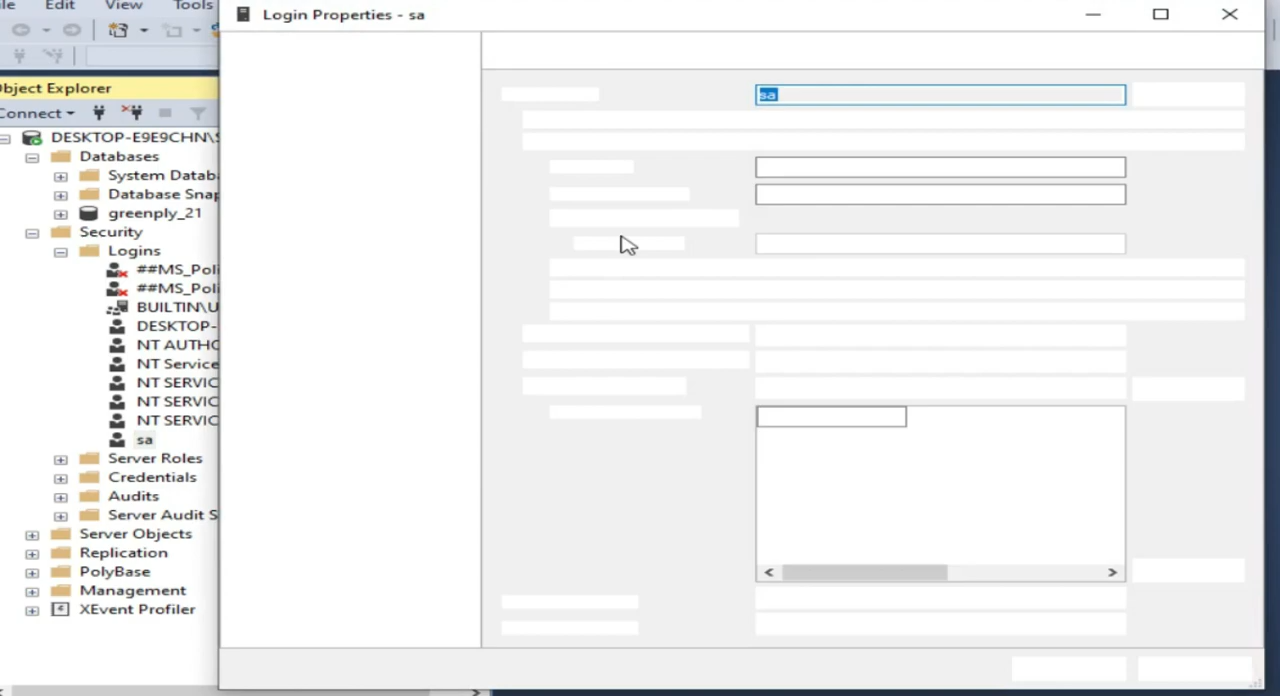 Edit View Tools
Login Properties - sa
Object Explorer
Connect
DESKTOP-E9E9CHN\S
sa
Databases
System Datab
Database Snap
greenply_21
Security
Logins
##MS_Poli
##MS_Poli
BUILTIN\U
DESKTOP-
NT AUTHO
NT Service
NT SERVIC
NT SERVIC
NT SERVIC
sa
Server Roles
Credentials
Audits
Server Audit S
Server Objects
Replication
PolyBase
Management
XEvent Profiler